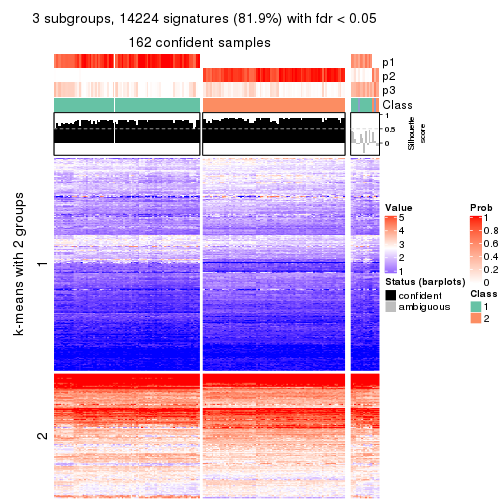 3 subgroups, 14224 signatures (81.9%) with fdr < 0.05
162 confident samples
p1
p2
p3
Class
1
0.5
0
Silhouette
score
k-means with 2 groups
1
2
Value
5
4
3
2
1
Status (barplots)
confident
ambiguous
Prob
1
0.8
0.6
0.4
0.2
0
Class
1
2